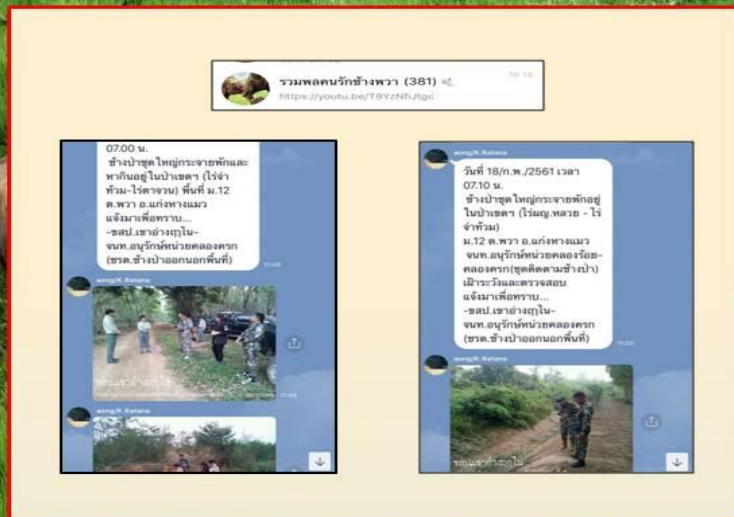 รวมพลคนรักช้างพวา (381)
16:18
https://youtu.be/T8YzNfiJtgc
07.00 น.
ช้างป่าชุดใหญ่กระจายพักและ
หากินอยู่ในป่าเขตฯ (ไร่จ่า
ท้วม-ไร่ตาจวน) พื้นที่ ม.12
ต.พวา อ.แก่งหางแมว
แจ้งมาเพื่อทราบ...
-ขสป.เขาอ่างฤาไน-
จนท.อนุรักษ์หน่วยคลองครก
(ชรต.ช้างป่าออกนอกพื้นที่)
aong/K.Ratana
aong/K.Ratana
aong/K.Ratana
วันที่ 18/ก.พ./2561 เวลา
07.10 น.
ช้างป่าชุดใหญ่กระจายพักอยู่
ในป่าเขตฯ (ไร่ผญ.หลวย - ไร่
จ่าท้วม)
ม.12 ต.พวา อ.แก่งหางแมว
จนท.อนุรักษ์หน่วยคลองร้อย-
คลองครก(ชุดติดตามช้างป่า)
เฝ้าระวังและตรวจสอบ
แจ้งมาเพื่อทราบ...
-ขสป.เขาอ่างฤาไน-
จนท.อนุรักษ์หน่วยคลองครก
(ชรต.ช้างป่าออกนอกพื้นที่)
aong/K.Ratana